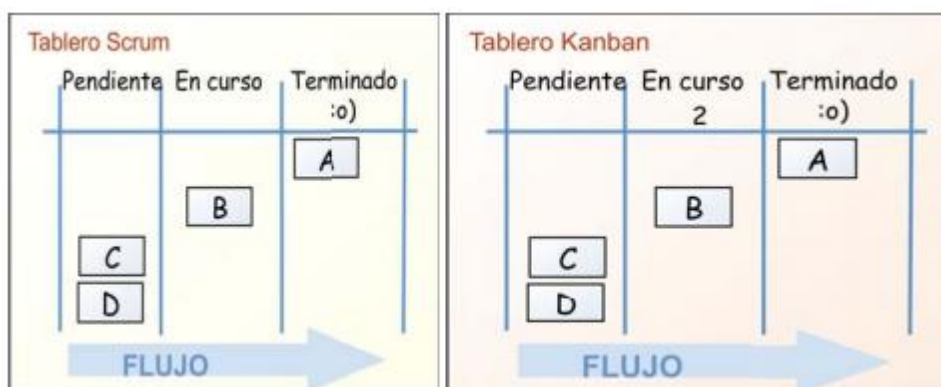 Tablero Scrum
Pendiente En curso Terminado
:o)
A
B
C
D
FLUJO
Tablero Kanban
Pendiente En curso Terminado
2 :o)
A
B
C
D
FLUJO